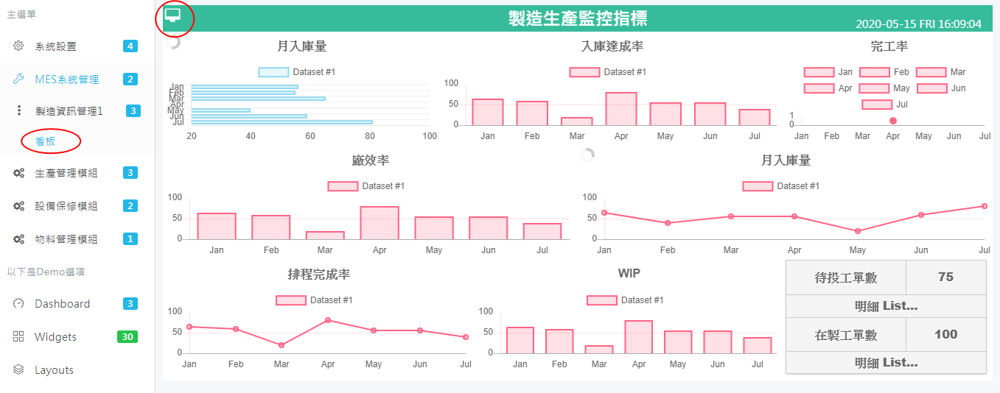 主選單
系統設置 4
MES系統管理 2
製造資訊管理1 3
看板
生產管理模組 3
設備保修模組 2
物料管理模組 1
以下是Demo選項
Dashboard 3
Widgets 30
Layouts
製造生產監控指標
2020-05-15 FRI 16:09:04
月入庫量
Dataset #1
Jan
Feb
Mar
Apr
May
Jun
Jul
20 40 60 80 100
入庫達成率
Dataset #1
100
50
0
Jan Feb Mar Apr May Jun Jul
完工率
Jan Feb Mar
Apr May Jun
Jul
1
0
Jan Feb Mar Apr May Jun Jul
廠效率
Dataset #1
100
50
0
Jan Feb Mar Apr May Jun Jul
月入庫量
Dataset #1
100
50
0
Jan Feb Mar Apr May Jun Jul
排程完成率
Dataset #1
100
50
0
Jan Feb Mar Apr May Jun Jul
WIP
Dataset #1
100
50
0
Jan Feb Mar Apr May Jun Jul
待投工單數 75
明細 List...
在製工單數 100
明細 List...